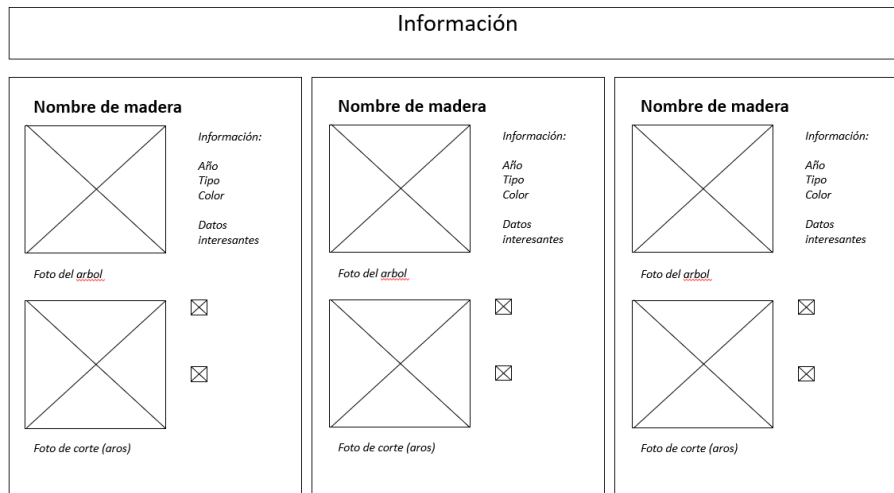 Información
Nombre de madera
Información:
Año
Tipo
Color
Datos
interesantes
Foto del arbol
Foto de corte (aros)
Nombre de madera
Información:
Año
Tipo
Color
Datos
interesantes
Foto del arbol
Foto de corte (aros)
Nombre de madera
Información:
Año
Tipo
Color
Datos
interesantes
Foto del arbol
Foto de corte (aros)